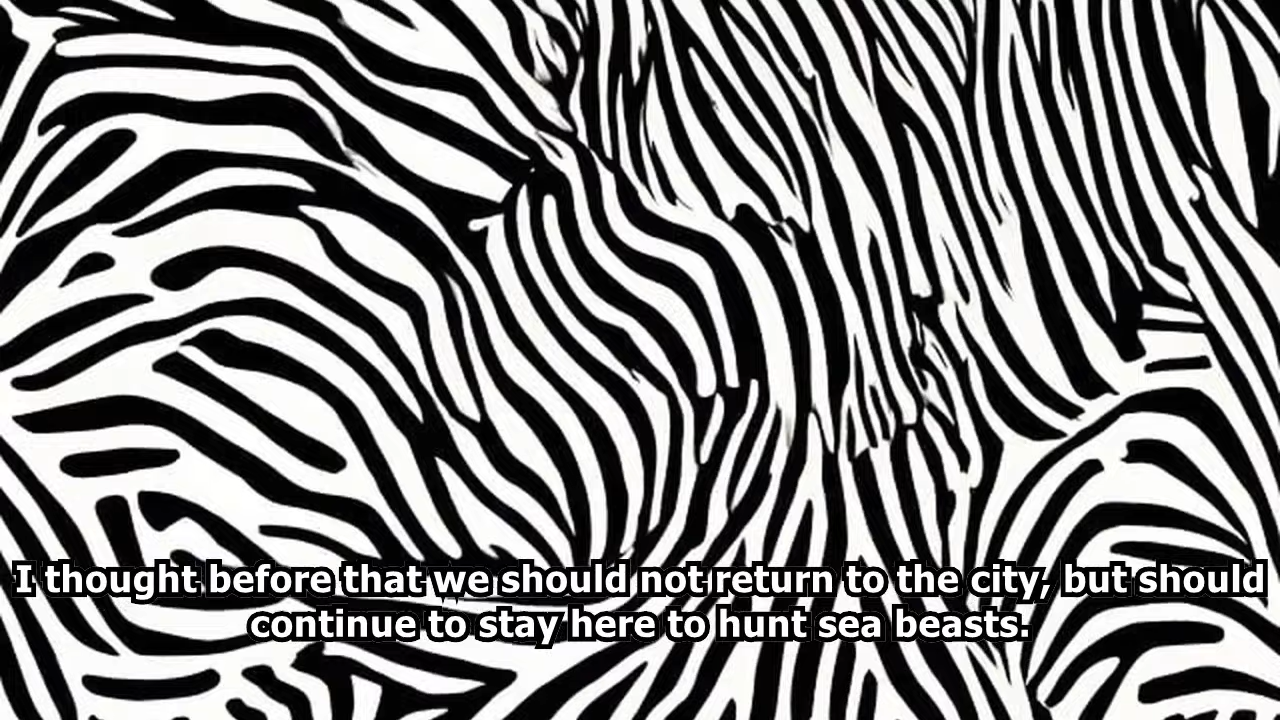 I thought before that we should not return to the city, but should
continue to stay here to hunt sea beasts.